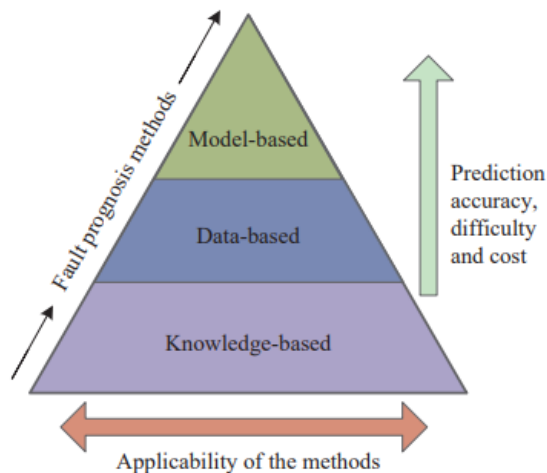 Fault prognosis methods
Model-based
Data-based
Knowledge-based
Prediction
accuracy,
difficulty
and cost
Applicability of the methods